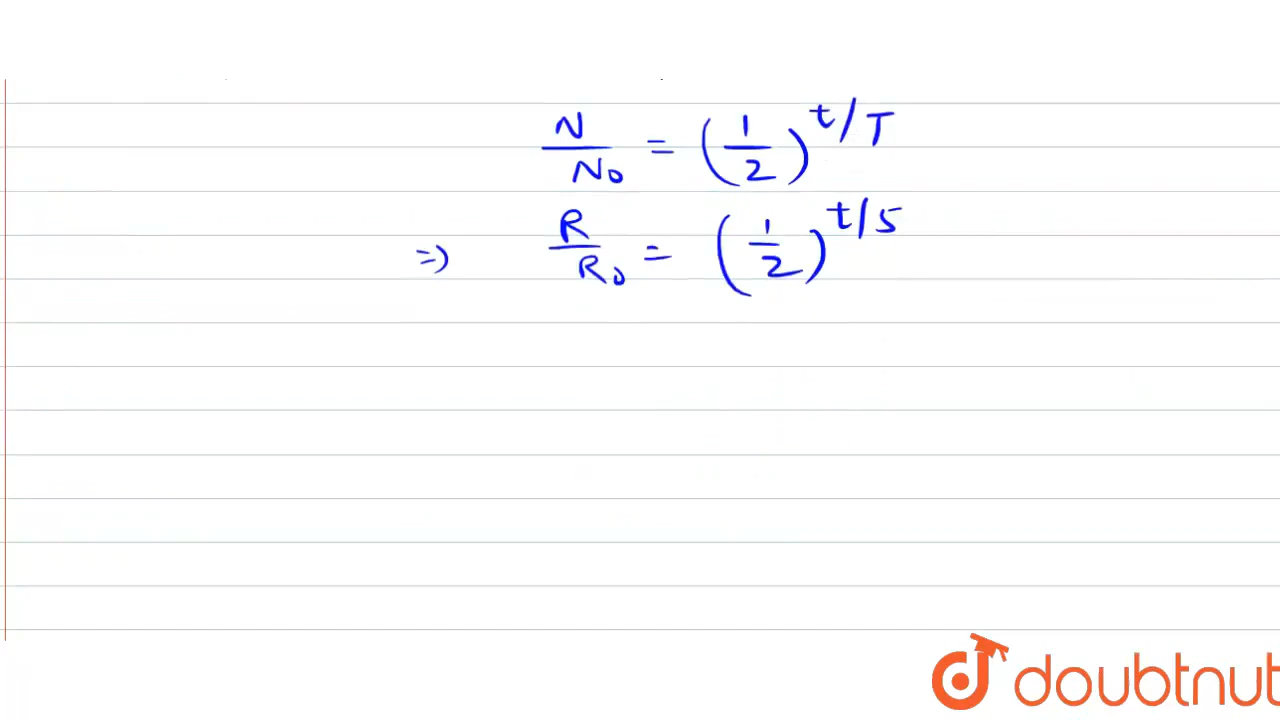 N/N₀ = (1/2)^{t/T}
⇒ R/R₀ = (1/2)^{t/5}
doubtnut